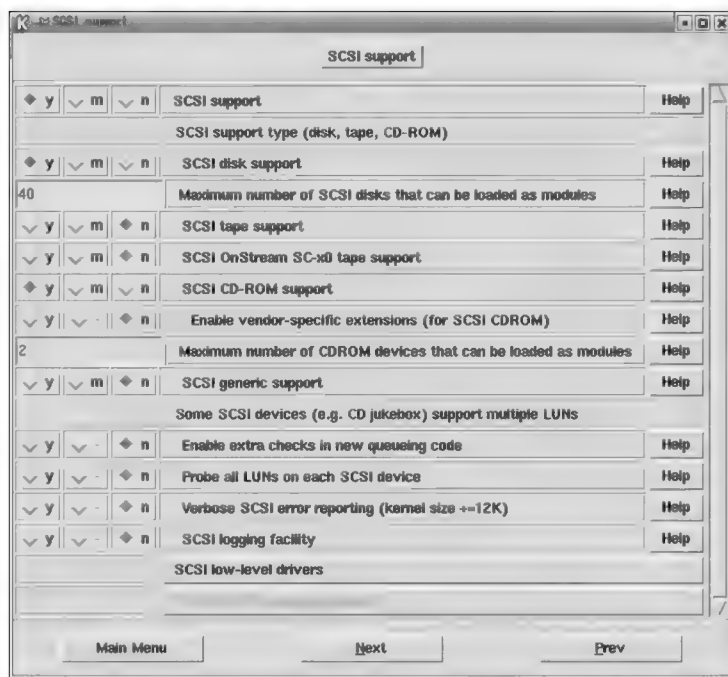 SCSI support
SCSI support
y m n SCSI support Help
SCSI support type (disk, tape, CD-ROM)
y m n SCSI disk support Help
40 Maximum number of SCSI disks that can be loaded as modules Help
y m n SCSI tape support Help
y m n SCSI OnStream SC-x0 tape support Help
y m n SCSI CD-ROM support Help
y - n Enable vendor-specific extensions (for SCSI CDROM) Help
2 Maximum number of CDROM devices that can be loaded as modules Help
y m n SCSI generic support Help
Some SCSI devices (e.g. CD jukebox) support multiple LUNs
y - n Enable extra checks in new queueing code Help
y - n Probe all LUNs on each SCSI device Help
y - n Verbose SCSI error reporting (kernel size +=12K) Help
y - n SCSI logging facility Help
SCSI low-level drivers
Main Menu Next Prev